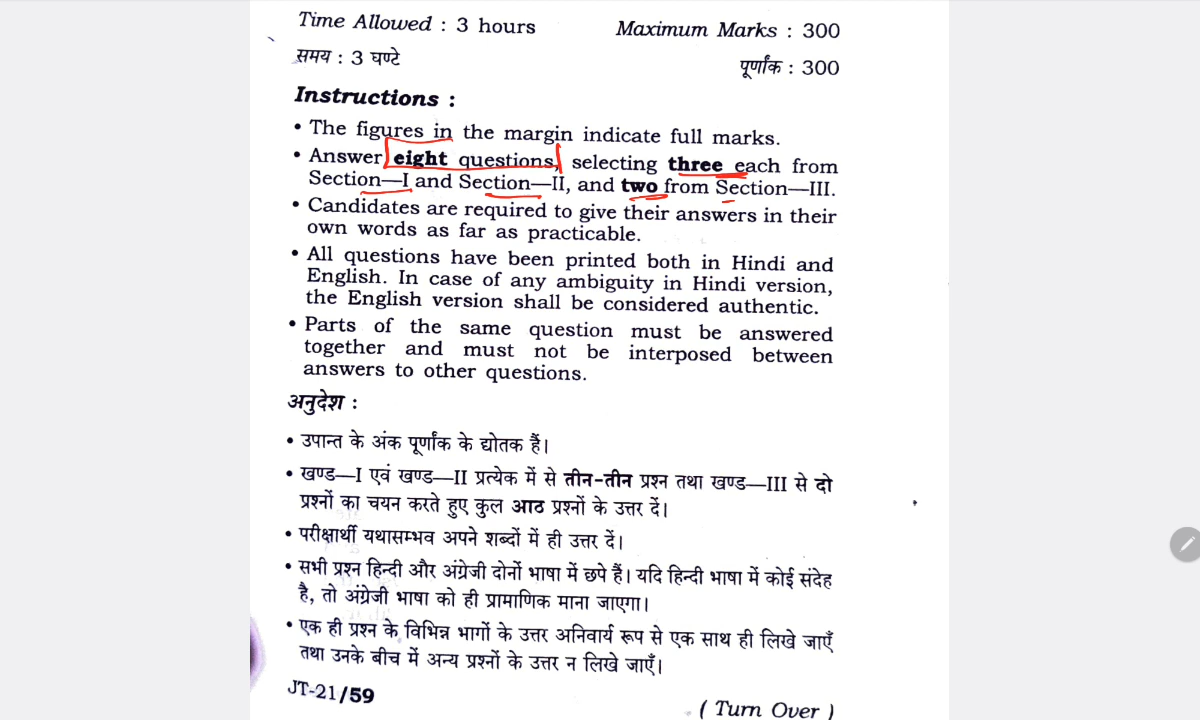 Time Allowed : 3 hours Maximum Marks : 300
समय : 3 घण्टे पूर्णांक : 300
Instructions :
• The figures in the margin indicate full marks.
• Answer eight questions, selecting three each from
Section—I and Section—II, and two from Section—III.
• Candidates are required to give their answers in their
own words as far as practicable.
• All questions have been printed both in Hindi and
English. In case of any ambiguity in Hindi version,
the English version shall be considered authentic.
• Parts of the same question must be answered
together and must not be interposed between
answers to other questions.
अनुदेश :
• उपान्त के अंक पूर्णांक के द्योतक हैं।
• खण्ड—I एवं खण्ड—II प्रत्येक में से तीन-तीन प्रश्न तथा खण्ड—III से दो
प्रश्नों का चयन करते हुए कुल आठ प्रश्नों के उत्तर दें।
• परीक्षार्थी यथासम्भव अपने शब्दों में ही उत्तर दें।
• सभी प्रश्न हिन्दी और अंग्रेजी दोनों भाषा में छपे हैं। यदि हिन्दी भाषा में कोई संदेह
है, तो अंग्रेजी भाषा को ही प्रामाणिक माना जाएगा।
• एक ही प्रश्न के विभिन्न भागों के उत्तर अनिवार्य रूप से एक साथ ही लिखे जाएँ
तथा उनके बीच में अन्य प्रश्नों के उत्तर न लिखे जाएँ।
JT-21/59
( Turn Over )